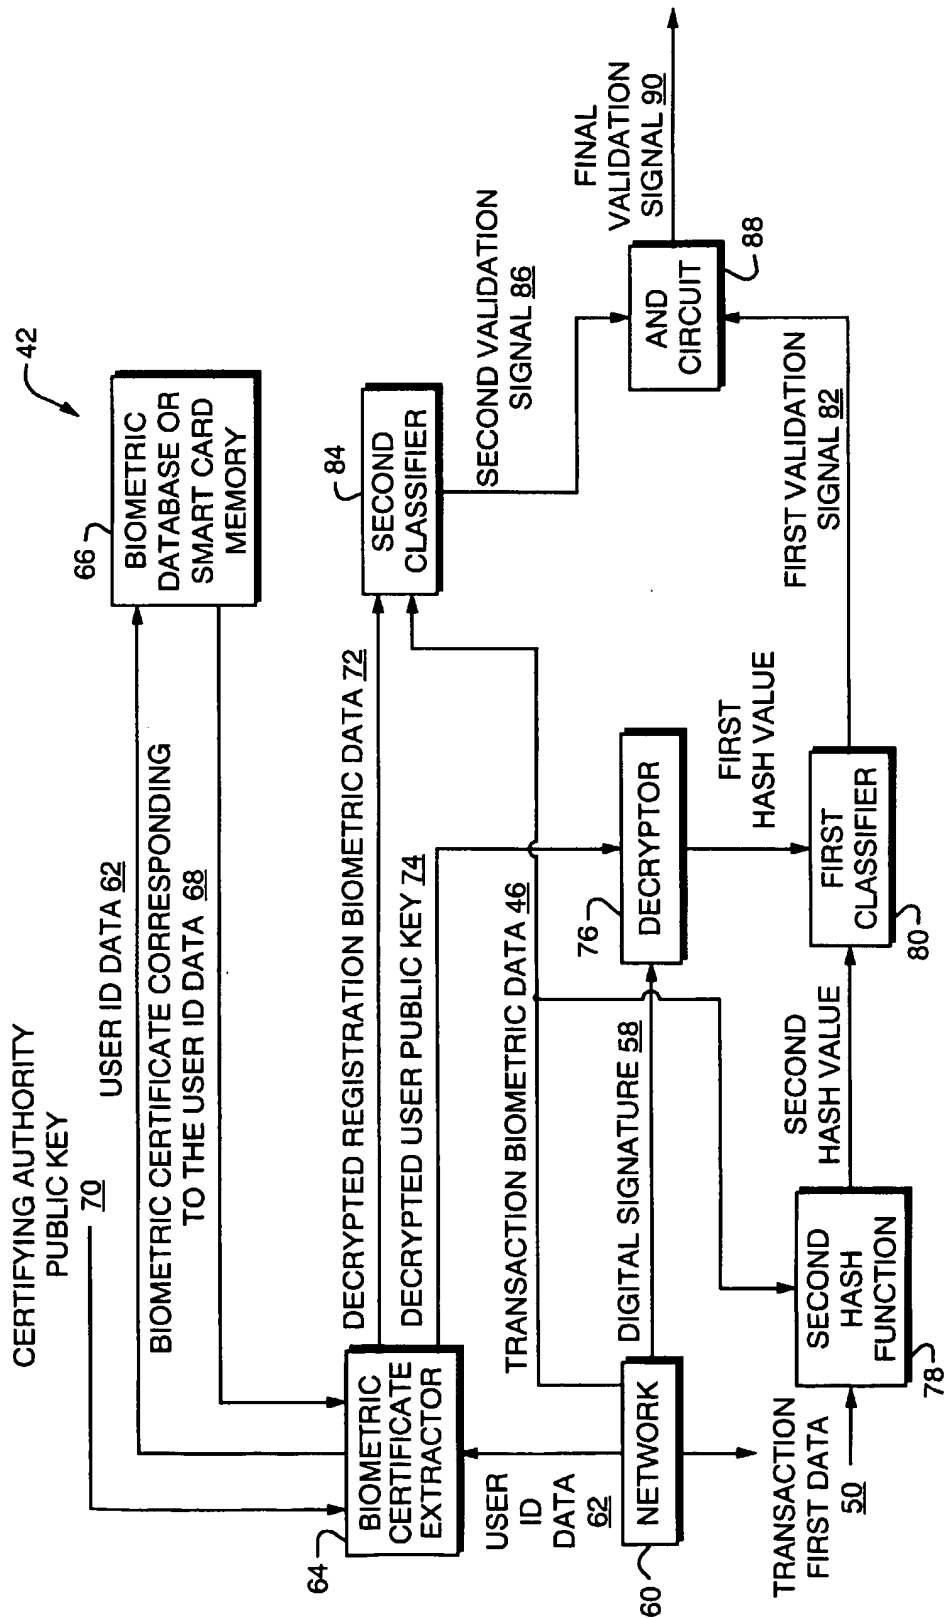 CERTIFYING AUTHORITY
PUBLIC KEY
70
USER ID DATA 62
BIOMETRIC CERTIFICATE CORRESPONDING
TO THE USER ID DATA 68
66
BIOMETRIC
DATABASE OR
SMART CARD
MEMORY
42
64
BIOMETRIC
CERTIFICATE
EXTRACTOR
DECRYPTED REGISTRATION BIOMETRIC DATA 72
DECRYPTED USER PUBLIC KEY 74
84
SECOND
CLASSIFIER
SECOND VALIDATION
SIGNAL 86
USER
ID
DATA
62
TRANSACTION BIOMETRIC DATA 46
60
NETWORK
DIGITAL SIGNATURE 58
76
DECRYPTOR
AND
CIRCUIT
88
FINAL
VALIDATION
SIGNAL 90
FIRST
HASH VALUE
TRANSACTION
FIRST DATA
50
SECOND
HASH
FUNCTION
78
SECOND
HASH VALUE
FIRST
CLASSIFIER
80
FIRST VALIDATION
SIGNAL 82